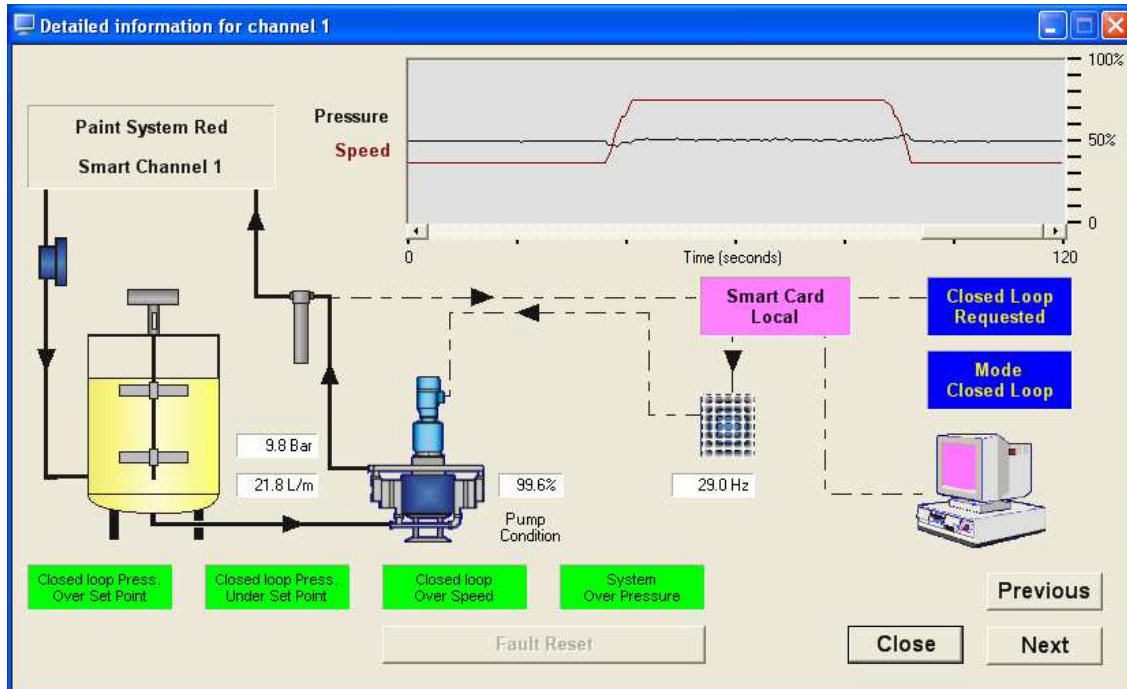 Detailed information for channel 1
100%
Paint System Red
Smart Channel 1
Pressure
Speed
50%
0
0
Time (seconds)
120
Smart Card
Local
Closed Loop
Requested
Mode
Closed Loop
9.8 Bar
21.8 L/m
99.6%
29.0 Hz
Pump
Condition
Closed loop Press.
Over Set Point
Closed loop Press.
Under Set Point
Closed loop
Over Speed
System
Over Pressure
Previous
Fault Reset
Close
Next